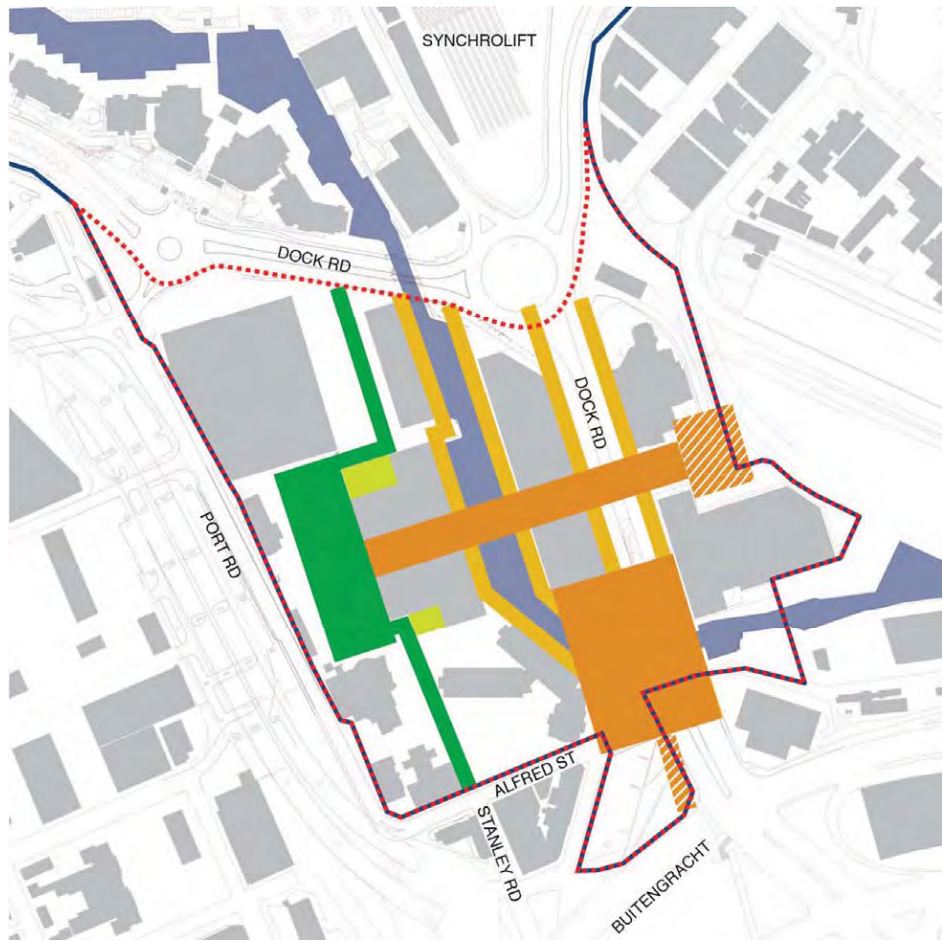 SYNCHROLIFT
DOCK RD
DOCK RD
PORT RD
ALFRED ST
STANLEY RD
BUITENGRACHT